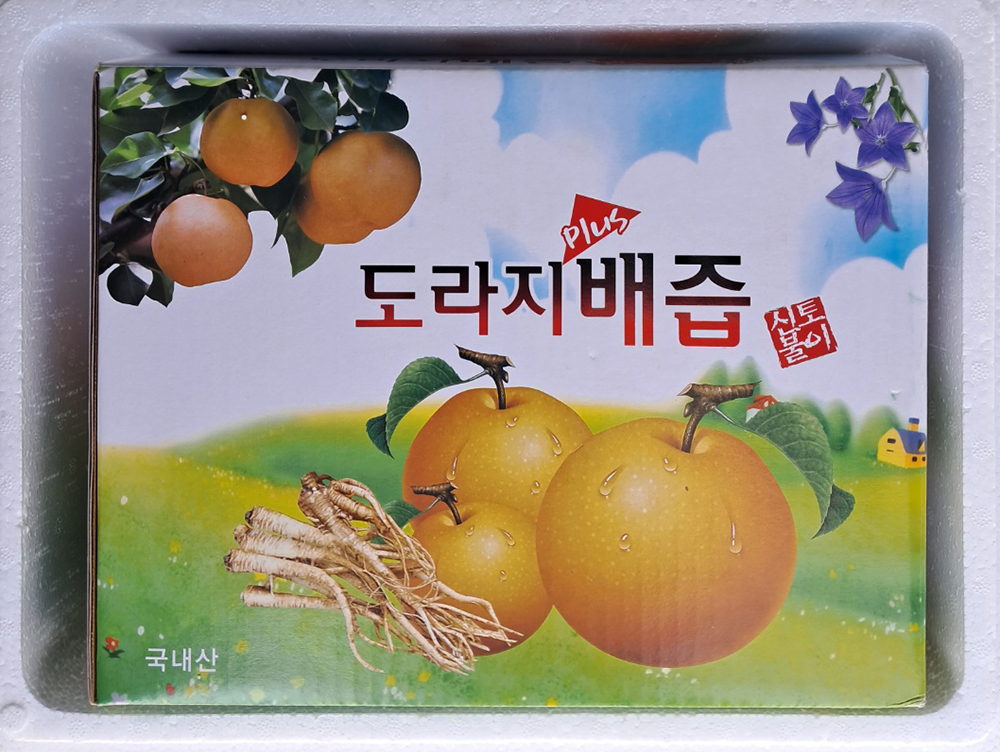 plus
도라지배즙
신토
불이
국내산